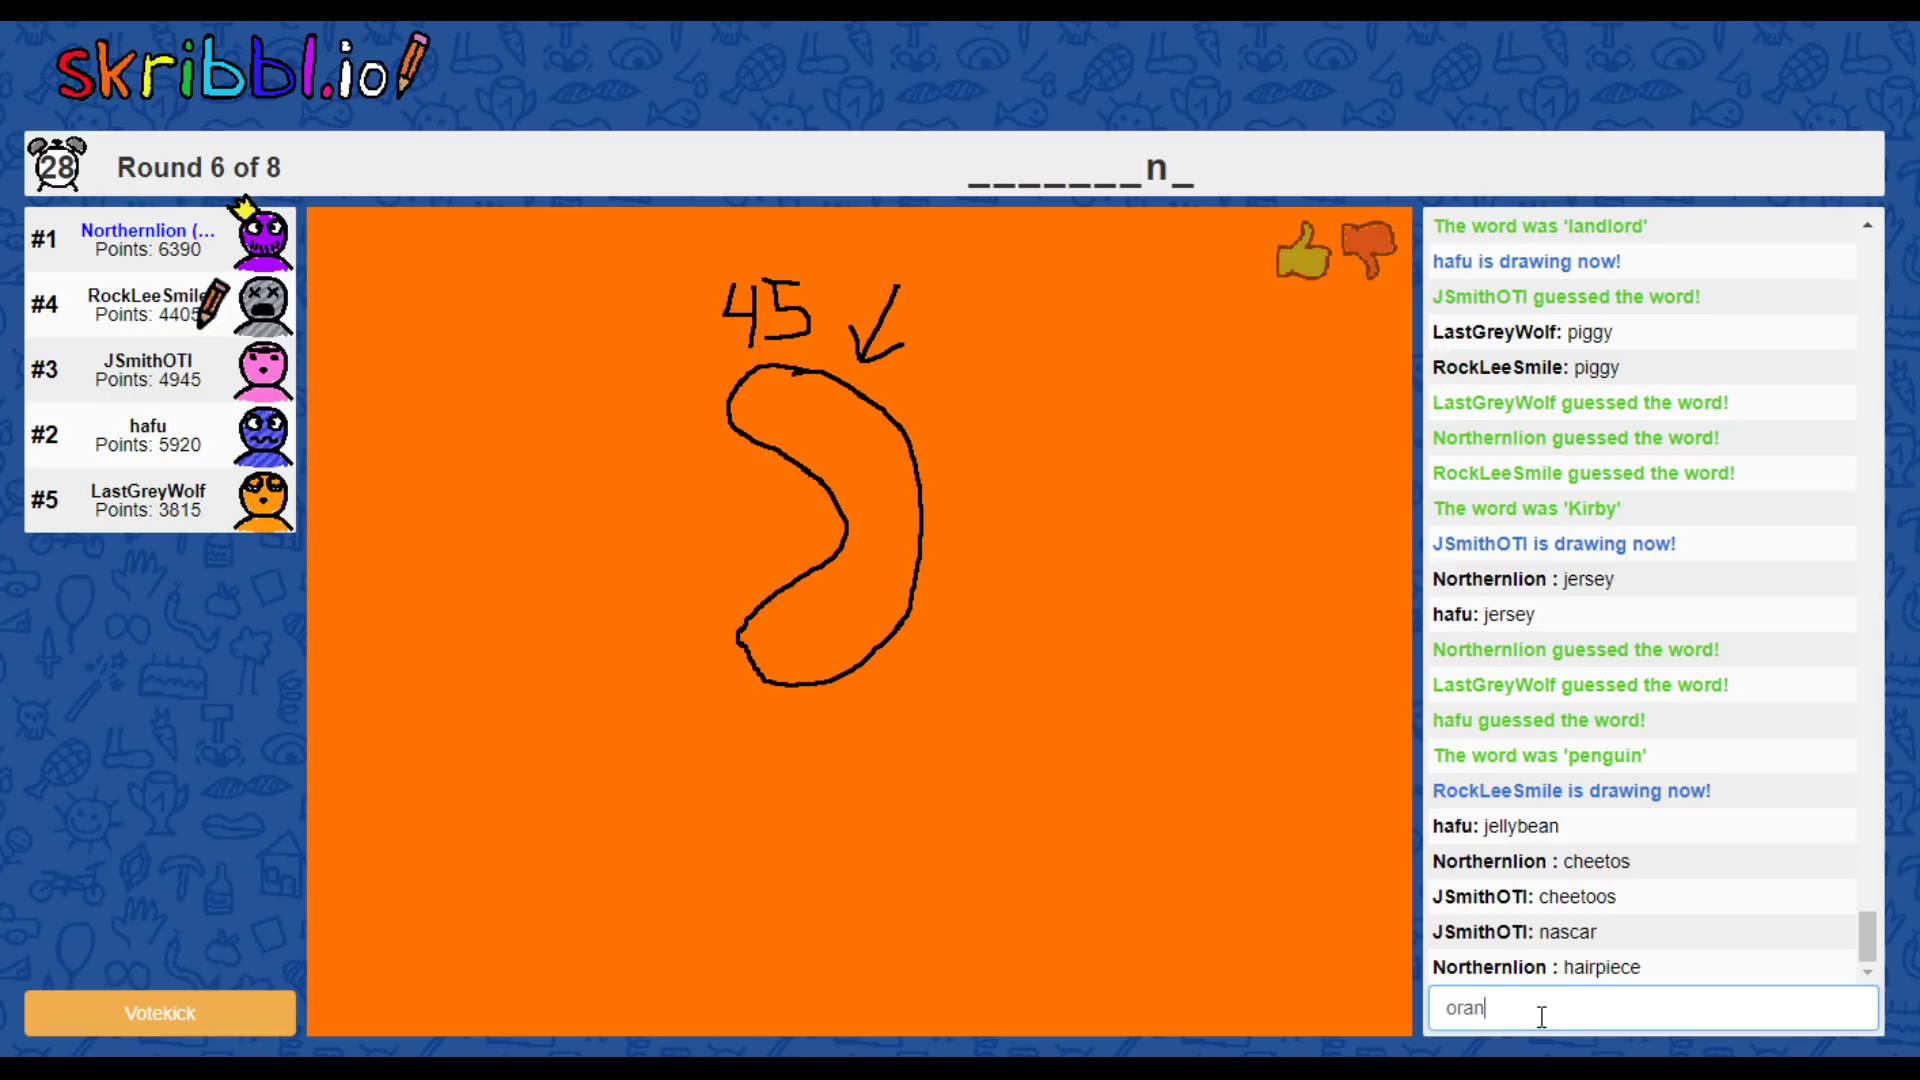 skribbl.io
28
Round 6 of 8
_______n_
#1
Northernlion (...
Points: 6390
#4
RockLeeSmile
Points: 4405
#3
JSmithOTI
Points: 4945
#2
hafu
Points: 5920
#5
LastGreyWolf
Points: 3815
Votekick
45
The word was 'landlord'
hafu is drawing now!
JSmithOTI guessed the word!
LastGreyWolf: piggy
RockLeeSmile: piggy
LastGreyWolf guessed the word!
Northernlion guessed the word!
RockLeeSmile guessed the word!
The word was 'Kirby'
JSmithOTI is drawing now!
Northernlion : jersey
hafu: jersey
Northernlion guessed the word!
LastGreyWolf guessed the word!
hafu guessed the word!
The word was 'penguin'
RockLeeSmile is drawing now!
hafu: jellybean
Northernlion : cheetos
JSmithOTI: cheetoos
JSmithOTI: nascar
Northernlion : hairpiece
oran